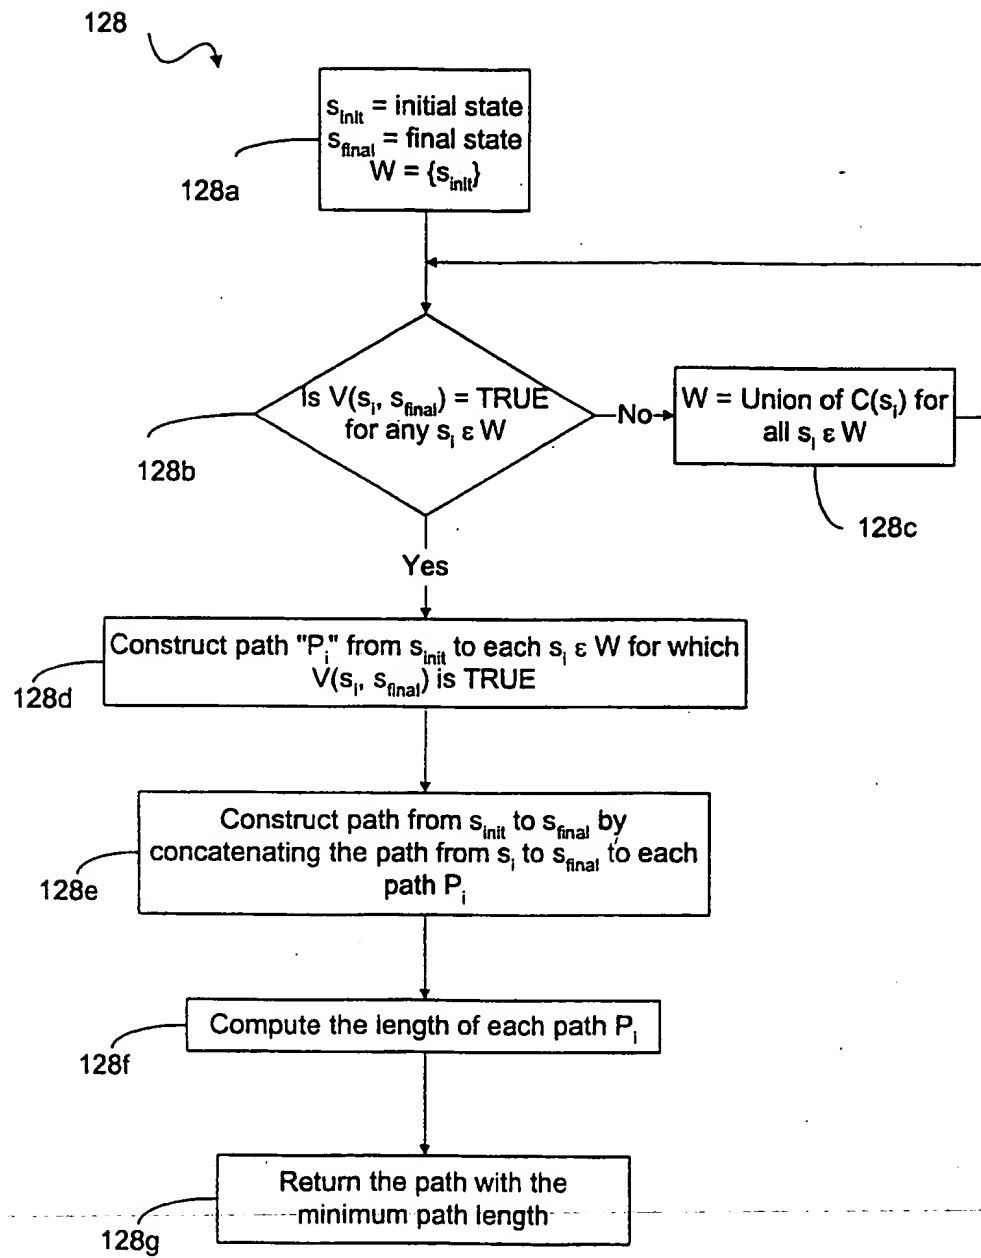 128
s_init = initial state
s_final = final state
W = {s_init}
128a
Is V(s_i, s_final) = TRUE
for any s_i ε W
128b
No
W = Union of C(s_i) for
all s_i ε W
128c
Yes
Construct path "P_i" from s_init to each s_i ε W for which
V(s_i, s_final) is TRUE
128d
Construct path from s_init to s_final by
concatenating the path from s_i to s_final to each
path P_i
128e
Compute the length of each path P_i
128f
Return the path with the
minimum path length
128g